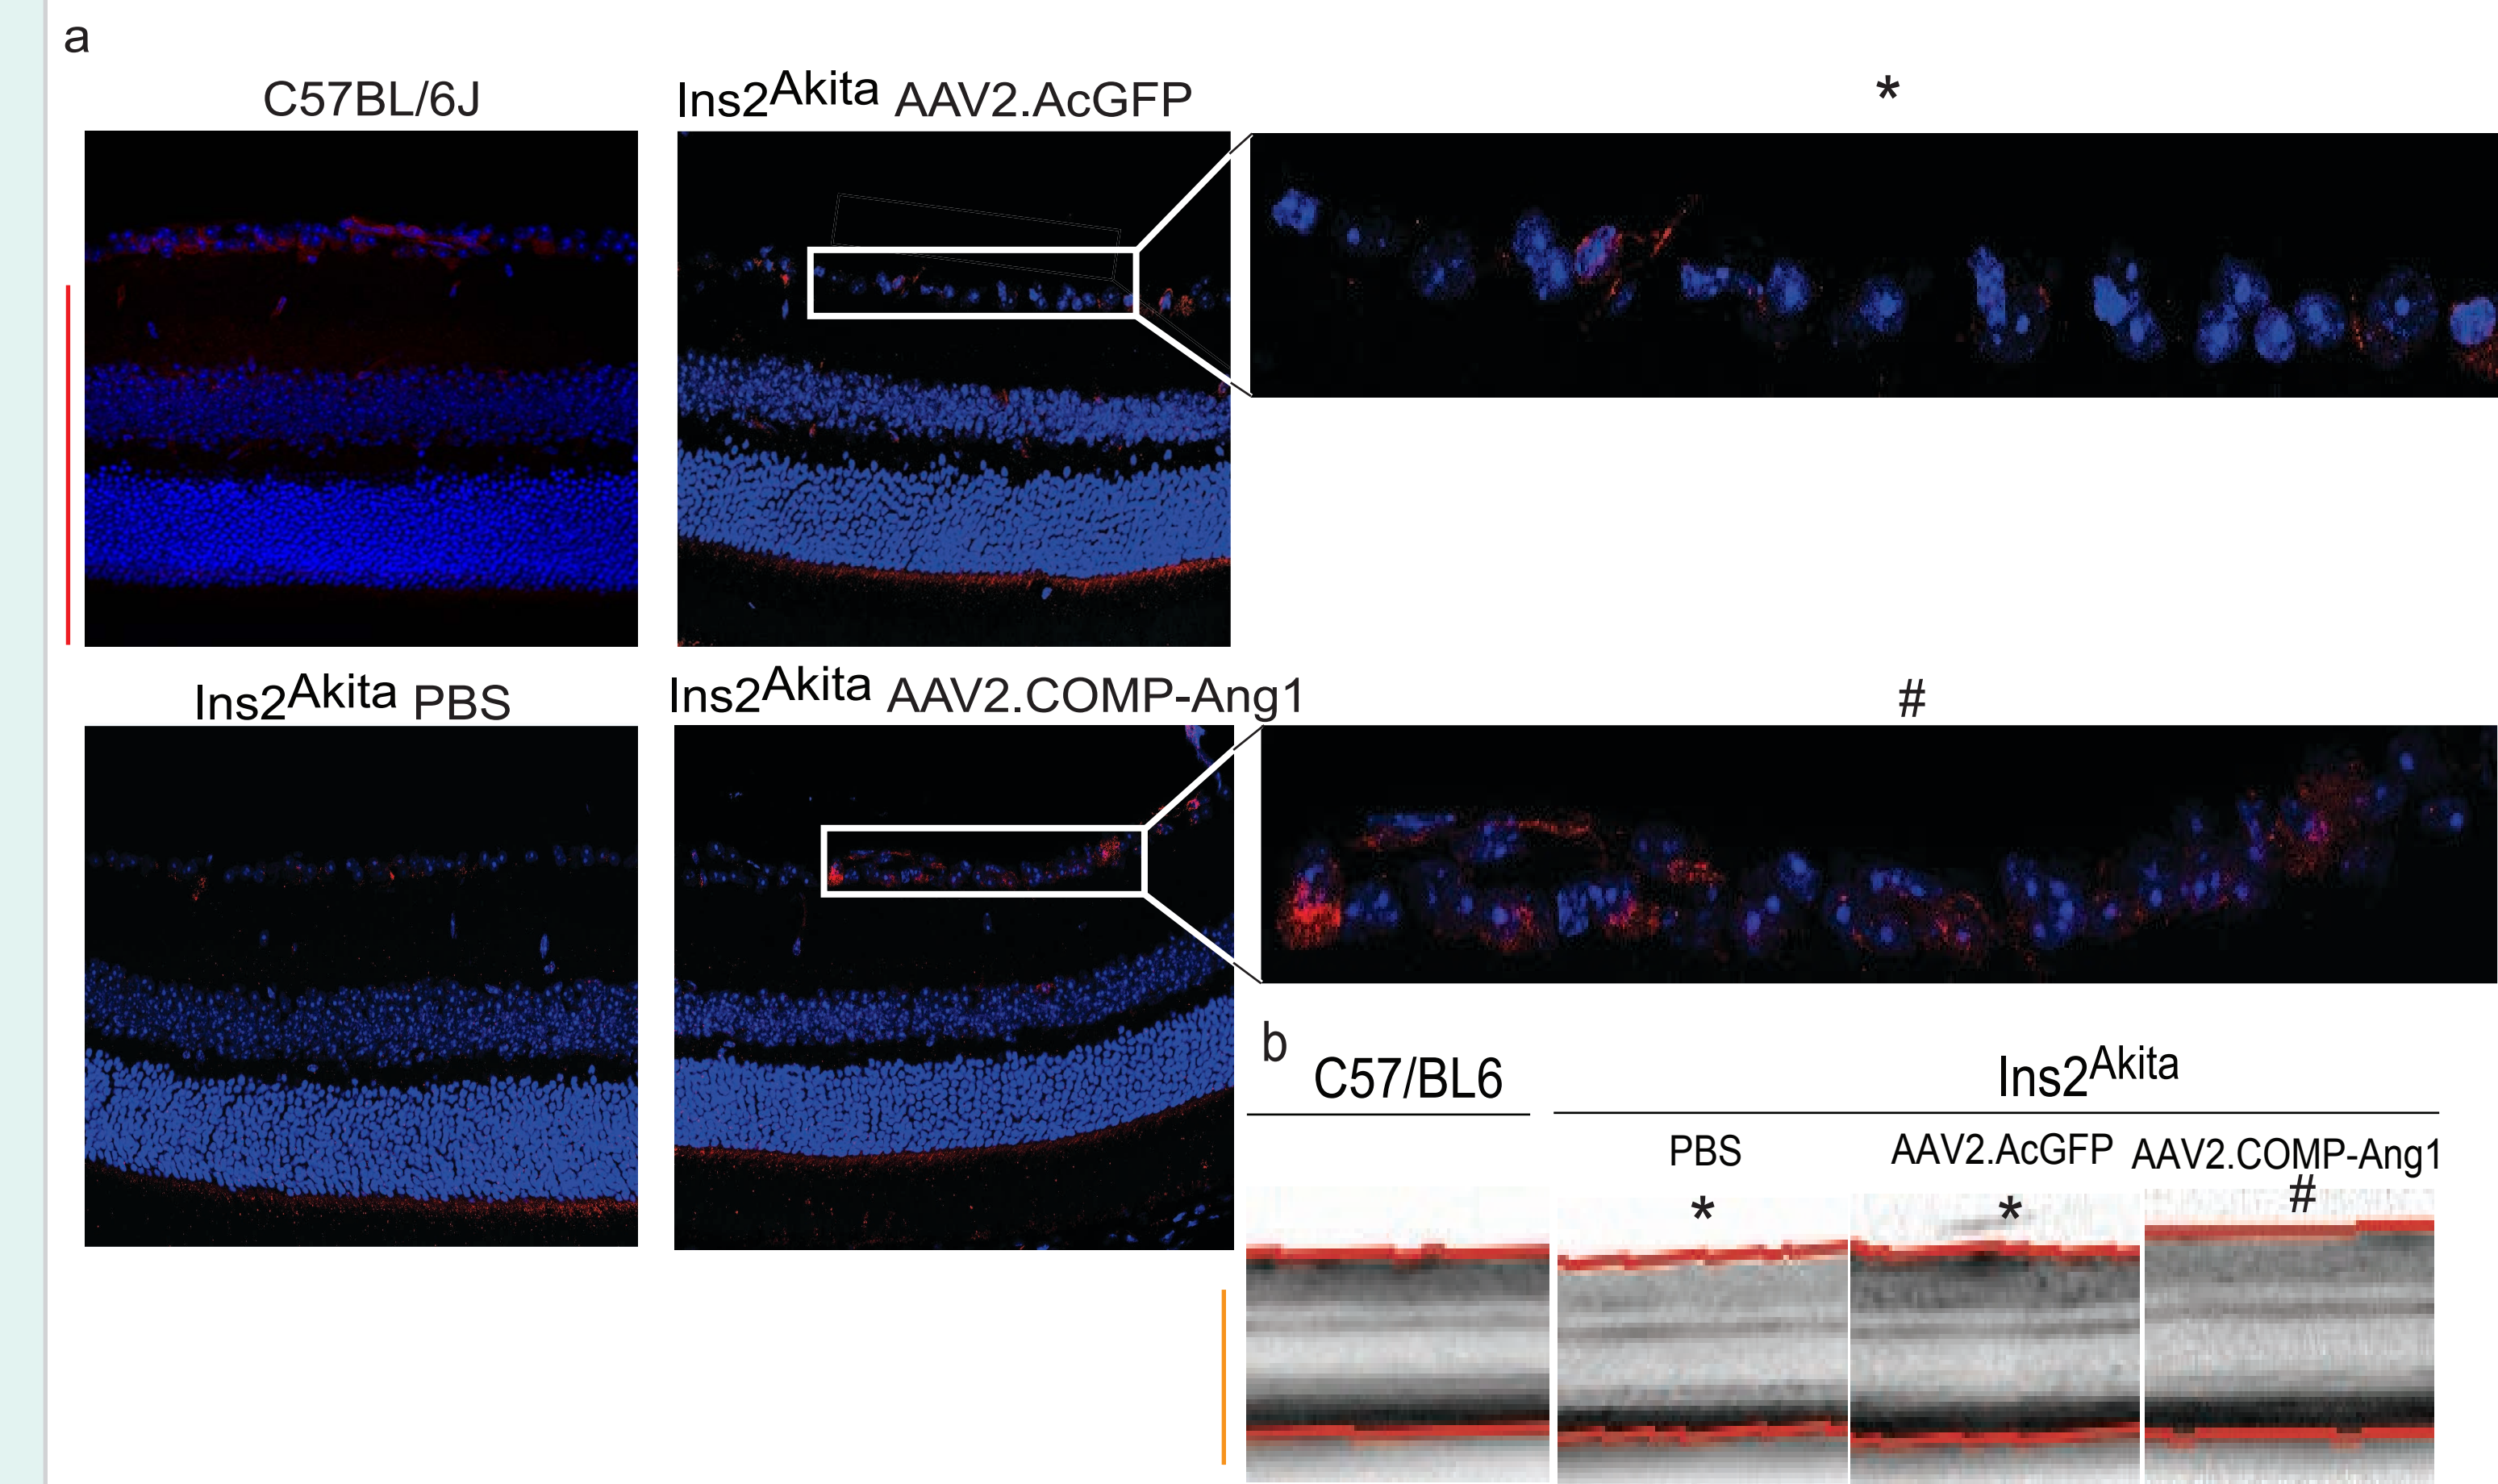 a
C57BL/6J
Ins2Akita AAV2.AcGFP
*
Ins2Akita PBS
Ins2Akita AAV2.COMP-Ang1
#
b
C57/BL6
Ins2Akita
PBS
AAV2.AcGFP
AAV2.COMP-Ang1
*
*
#